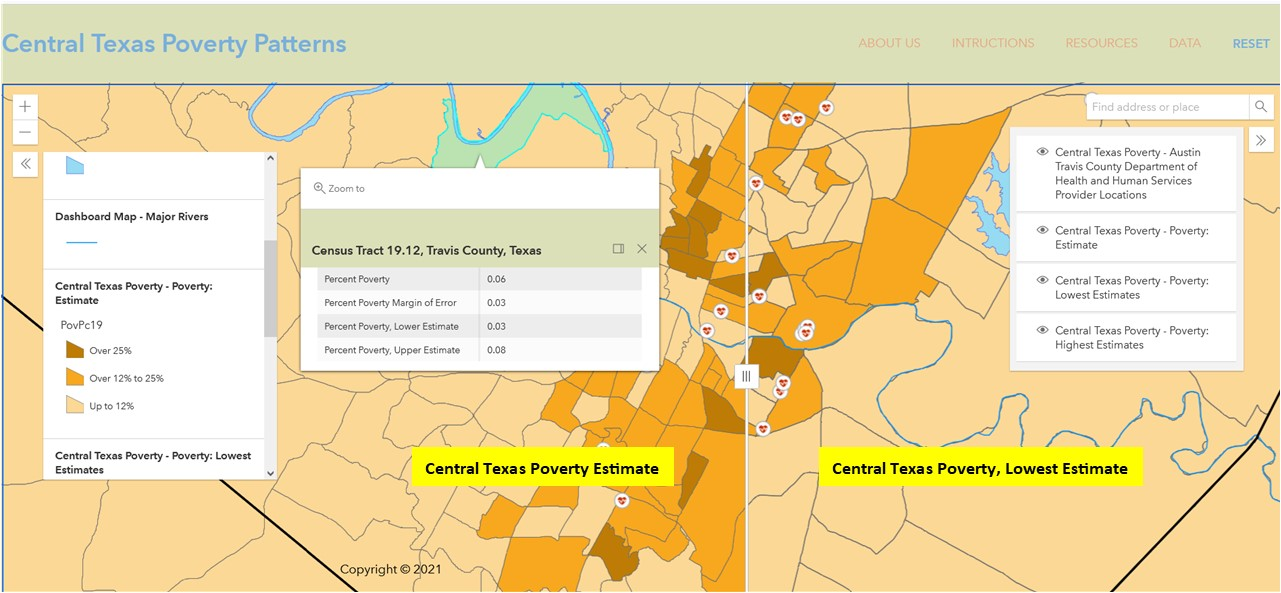 Central Texas Poverty Patterns
ABOUT US
INTRUCTIONS
RESOURCES
DATA
RESET
+
−
«
Dashboard Map - Major Rivers
Central Texas Poverty - Poverty:
Estimate
PovPc19
Over 25%
Over 12% to 25%
Up to 12%
Central Texas Poverty - Poverty: Lowest
Estimates
Zoom to
Census Tract 19.12, Travis County, Texas
Percent Poverty 0.06
Percent Poverty Margin of Error 0.03
Percent Poverty, Lower Estimate 0.03
Percent Poverty, Upper Estimate 0.08
Find address or place
»
Central Texas Poverty - Austin
Travis County Department of
Health and Human Services
Provider Locations
Central Texas Poverty - Poverty:
Estimate
Central Texas Poverty - Poverty:
Lowest Estimates
Central Texas Poverty - Poverty:
Highest Estimates
Central Texas Poverty Estimate
Central Texas Poverty, Lowest Estimate
Copyright © 2021